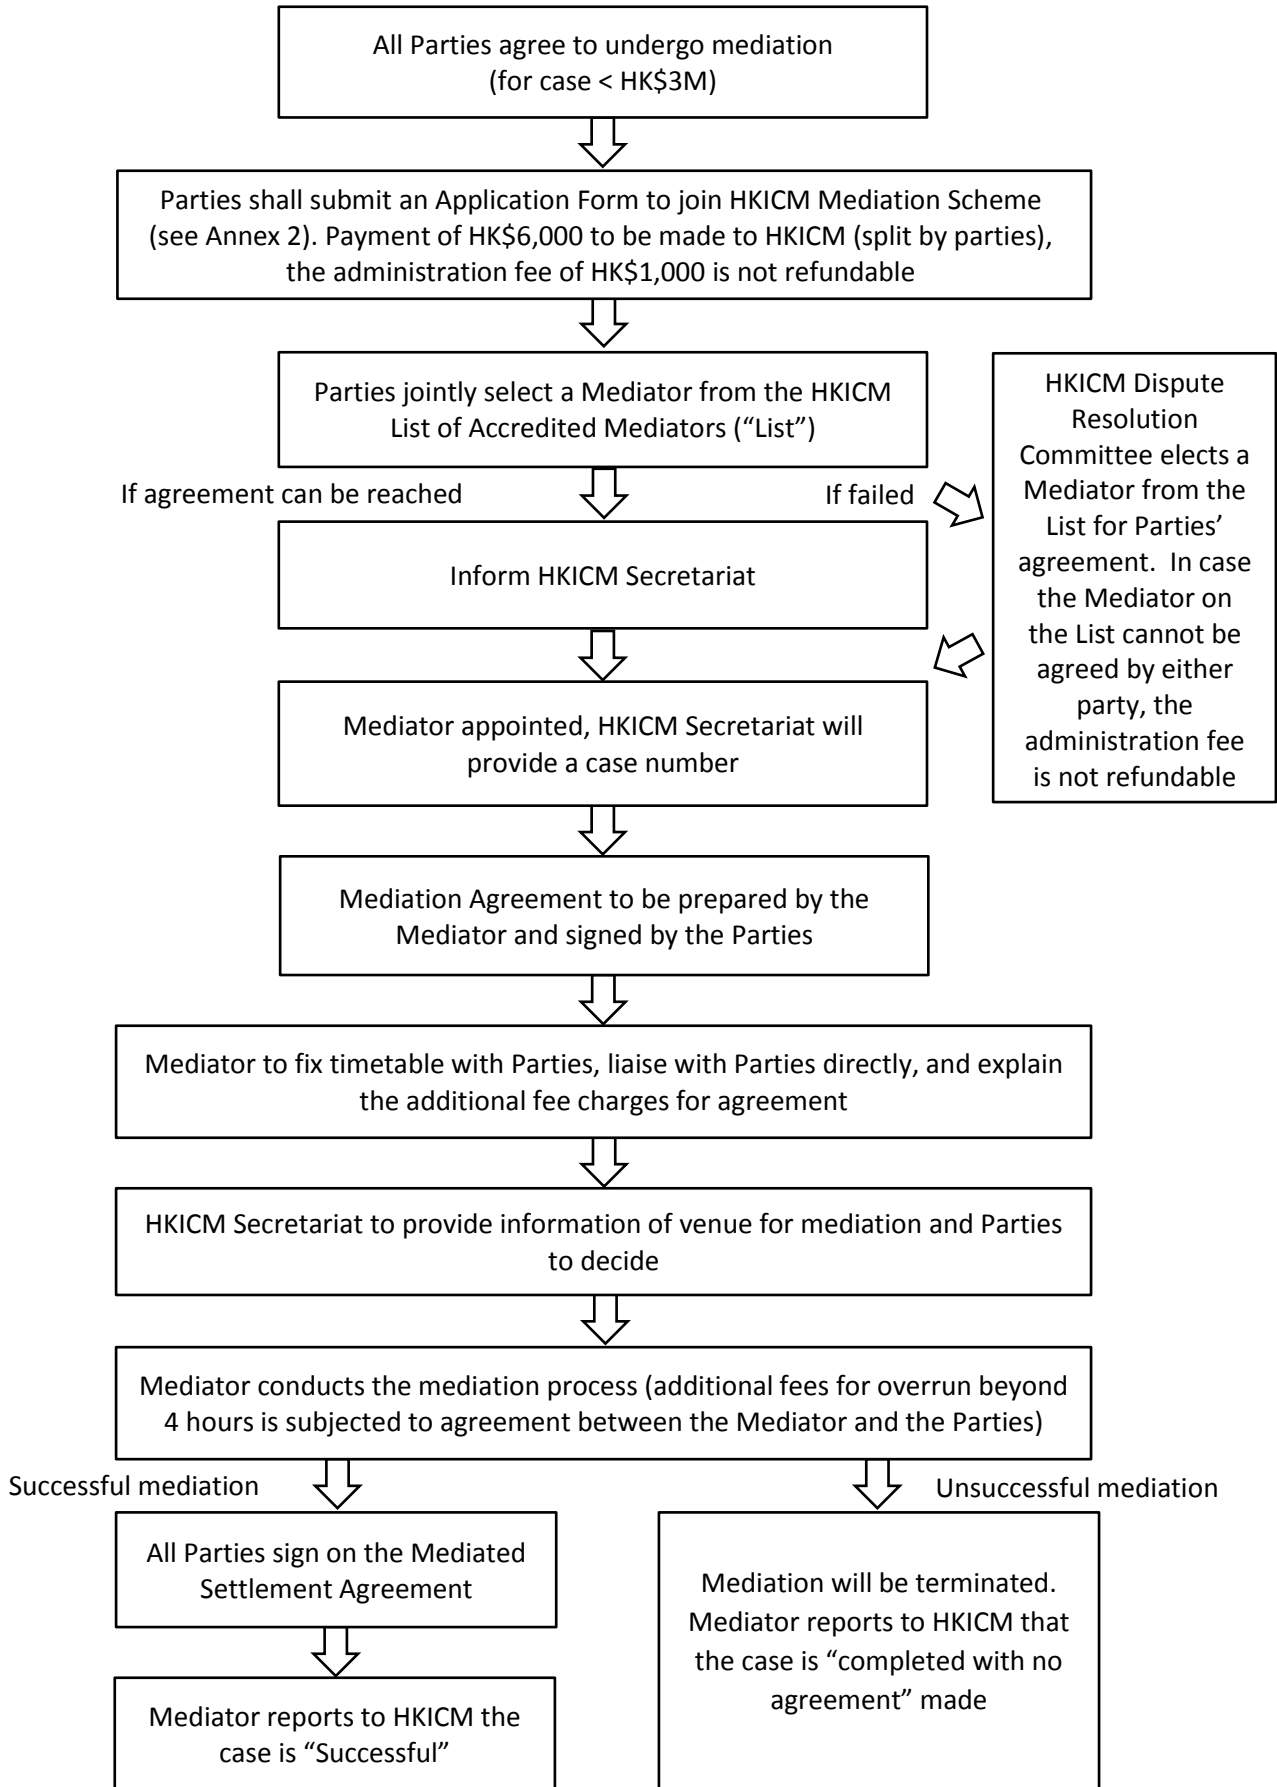 All Parties agree to undergo mediation
(for case < HK$3M)
Parties shall submit an Application Form to join HKICM Mediation Scheme
(see Annex 2). Payment of HK$6,000 to be made to HKICM (split by parties),
the administration fee of HK$1,000 is not refundable
Parties jointly select a Mediator from the HKICM
List of Accredited Mediators (“List”)
If agreement can be reached
If failed
HKICM Dispute
Resolution
Committee elects a
Mediator from the
List for Parties’
agreement.  In case
the Mediator on
the List cannot be
agreed by either
party, the
administration fee
is not refundable
Inform HKICM Secretariat
Mediator appointed, HKICM Secretariat will
provide a case number
Mediation Agreement to be prepared by the
Mediator and signed by the Parties
Mediator to fix timetable with Parties, liaise with Parties directly, and explain
the additional fee charges for agreement
HKICM Secretariat to provide information of venue for mediation and Parties
to decide
Mediator conducts the mediation process (additional fees for overrun beyond
4 hours is subjected to agreement between the Mediator and the Parties)
Successful mediation
Unsuccessful mediation
All Parties sign on the Mediated
Settlement Agreement
Mediator reports to HKICM the
case is “Successful”
Mediation will be terminated.
Mediator reports to HKICM that
the case is “completed with no
agreement” made